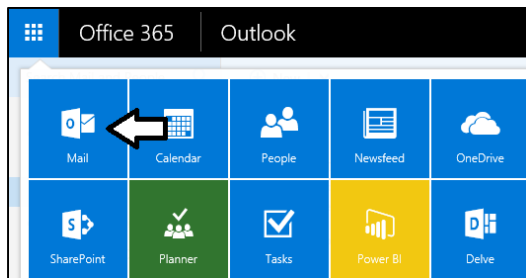 Office 365 Outlook
Mail Calendar People Newsfeed OneDrive
SharePoint Planner Tasks Power BI Delve